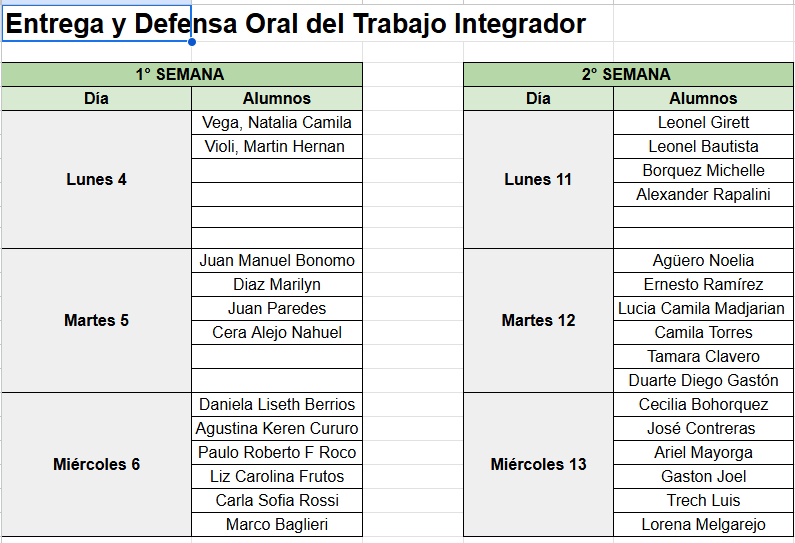 Entrega y Defensa Oral del Trabajo Integrador
1° SEMANA
Día Alumnos
Lunes 4
Vega, Natalia Camila
Violi, Martin Hernan
Martes 5
Juan Manuel Bonomo
Diaz Marilyn
Juan Paredes
Cera Alejo Nahuel
Miércoles 6
Daniela Liseth Berrios
Agustina Keren Cururo
Paulo Roberto F Roco
Liz Carolina Frutos
Carla Sofia Rossi
Marco Baglieri
2° SEMANA
Día Alumnos
Lunes 11
Leonel Girett
Leonel Bautista
Borquez Michelle
Alexander Rapalini
Martes 12
Agüero Noelia
Ernesto Ramírez
Lucia Camila Madjarian
Camila Torres
Tamara Clavero
Duarte Diego Gastón
Miércoles 13
Cecilia Bohorquez
José Contreras
Ariel Mayorga
Gaston Joel
Trech Luis
Lorena Melgarejo